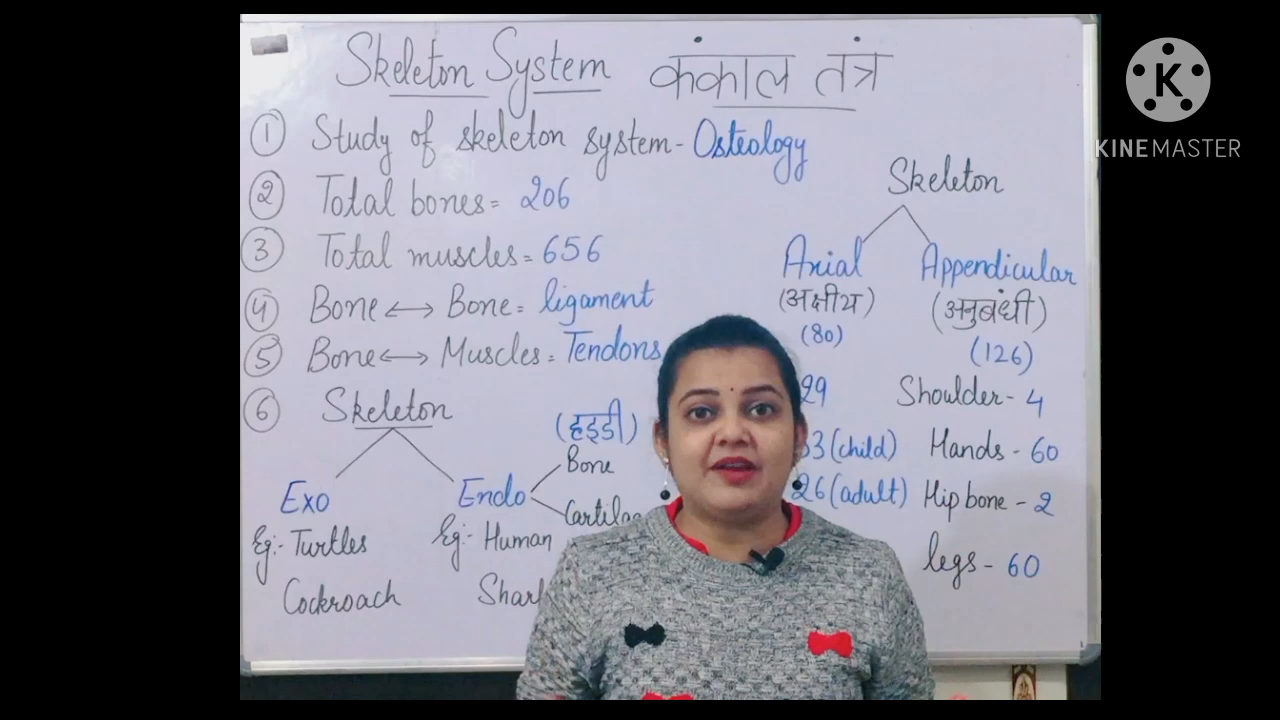 Skeleton System कंकाल तंत्र
① Study of skeleton system - Osteology
② Total bones = 206
③ Total muscles = 656
④ Bone ↔ Bone = ligament
⑤ Bone ↔ Muscles = Tendons
⑥ Skeleton
Exo
Eg:- Turtles
Cockroach
Endo
Eg:- Human
(हड्डी)
Bone
Skeleton
Axial
(अक्षीय)
(80)
29
(child)
26 (adult)
Appendicular
(अनुबंधी)
(126)
Shoulder - 4
Hands - 60
Hip bone - 2
legs - 60
K
KINEMASTER